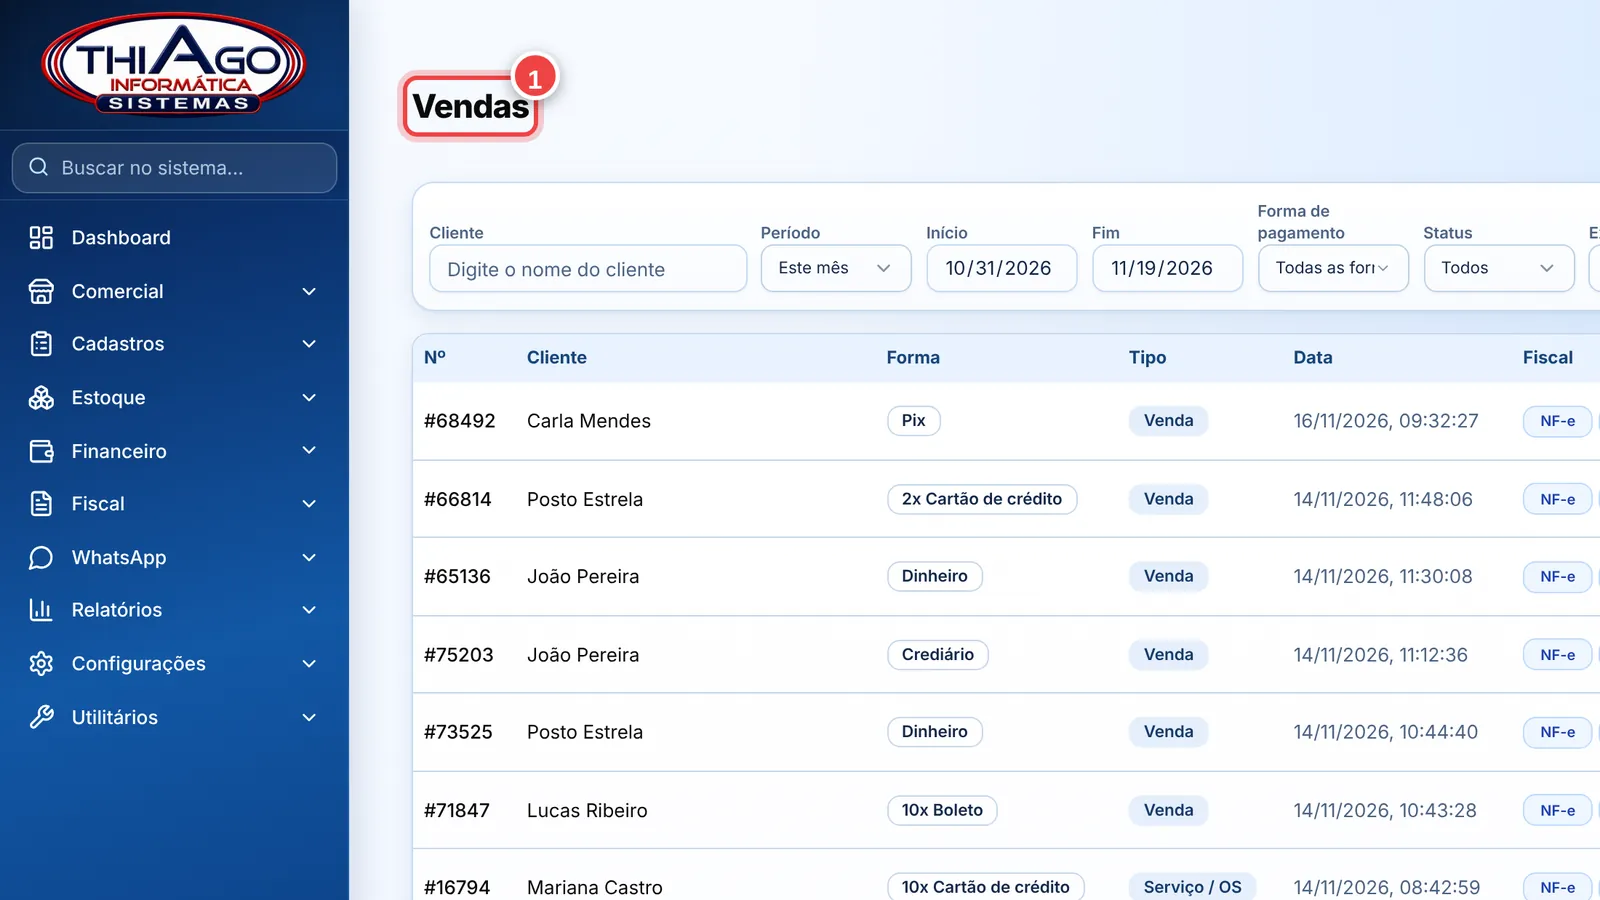 THIAGO
INFORMÁTICA
SISTEMAS
Buscar no sistema...
Dashboard
Comercial
Cadastros
Estoque
Financeiro
Fiscal
WhatsApp
Relatórios
Configurações
Utilitários
Vendas
1
Cliente
Digite o nome do cliente
Período
Este mês
Início
10/31/2026
Fim
11/19/2026
Forma de
pagamento
Todas as for
Status
Todos
Nº Cliente Forma Tipo Data Fiscal
#68492 Carla Mendes Pix Venda 16/11/2026, 09:32:27 NF-e
#66814 Posto Estrela 2x Cartão de crédito Venda 14/11/2026, 11:48:06 NF-e
#65136 João Pereira Dinheiro Venda 14/11/2026, 11:30:08 NF-e
#75203 João Pereira Crediário Venda 14/11/2026, 11:12:36 NF-e
#73525 Posto Estrela Dinheiro Venda 14/11/2026, 10:44:40 NF-e
#71847 Lucas Ribeiro 10x Boleto Venda 14/11/2026, 10:43:28 NF-e
#16794 Mariana Castro 10x Cartão de crédito Serviço / OS 14/11/2026, 08:42:59 NF-e